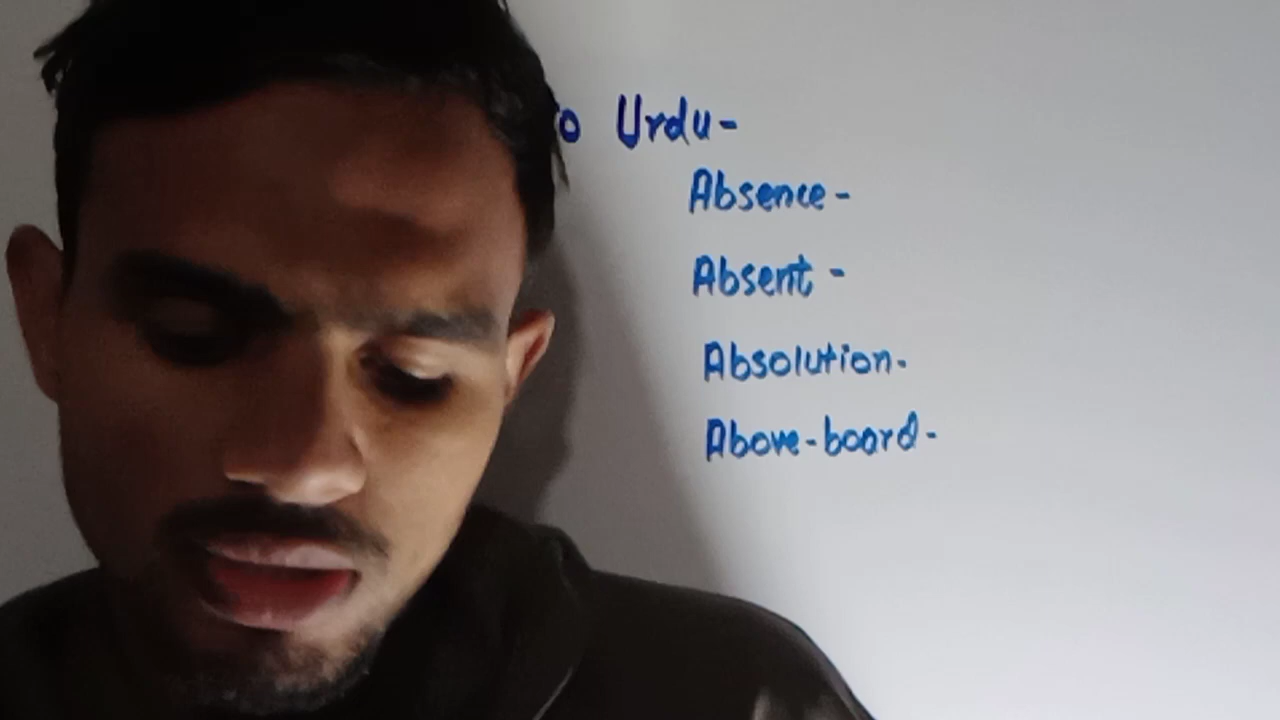 o Urdu-
Absence -
Absent -
Absolution.
Above-board-